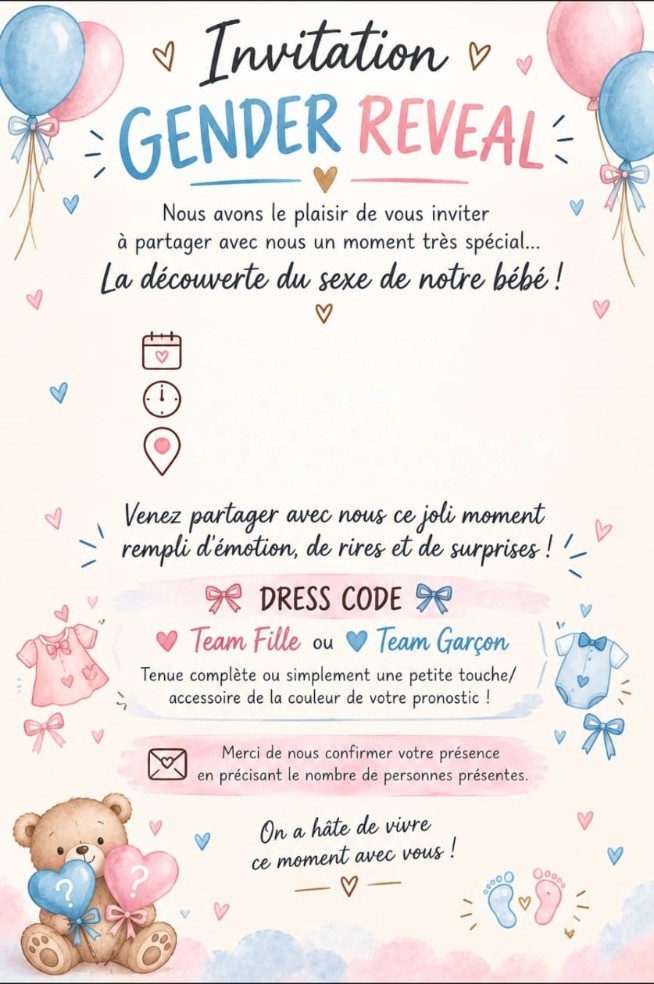 Invitation
GENDER REVEAL
Nous avons le plaisir de vous inviter
à partager avec nous un moment très spécial...
La découverte du sexe de notre bébé !
Venez partager avec nous ce joli moment
rempli d'émotion, de rires et de surprises !
DRESS CODE
Team Fille ou Team Garçon
Tenue complète ou simplement une petite touche/
accessoire de la couleur de votre pronostic !
Merci de nous confirmer votre présence
en précisant le nombre de personnes présentes.
On a hâte de vivre
ce moment avec vous !
? ?